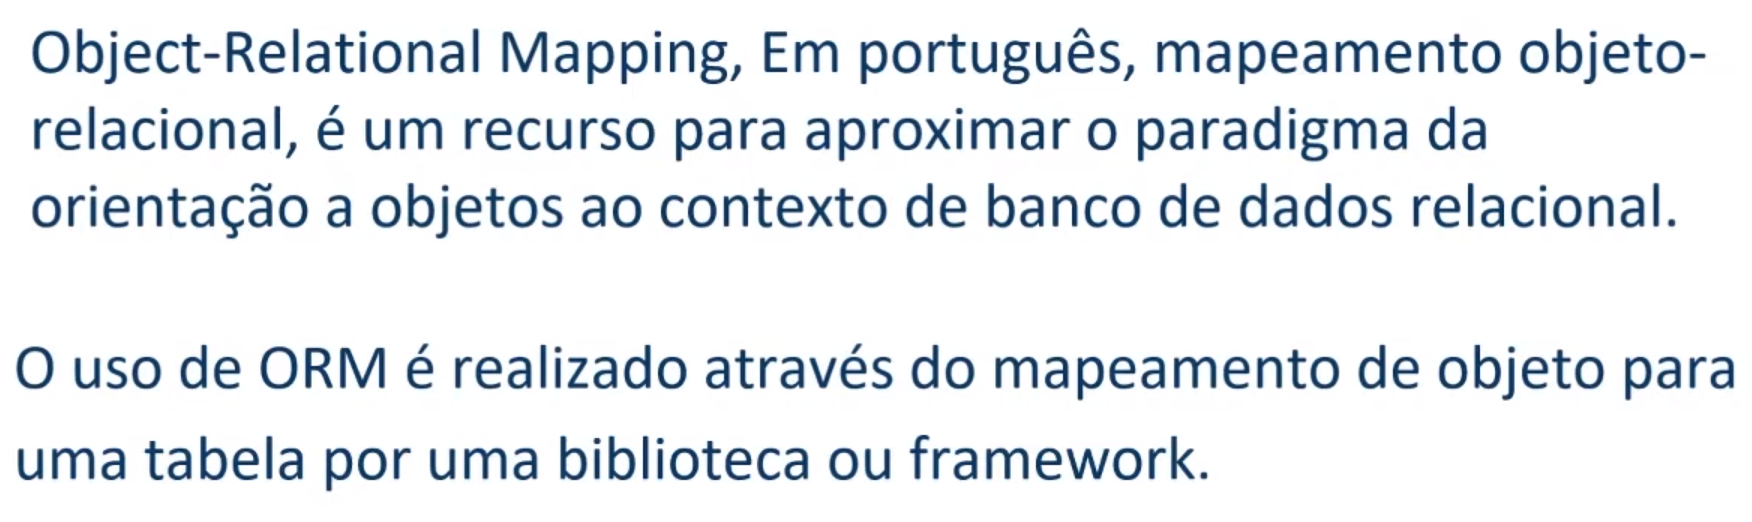 Object-Relational Mapping, Em português, mapeamento objeto-
relacional, é um recurso para aproximar o paradigma da
orientação a objetos ao contexto de banco de dados relacional.
O uso de ORM é realizado através do mapeamento de objeto para
uma tabela por uma biblioteca ou framework.